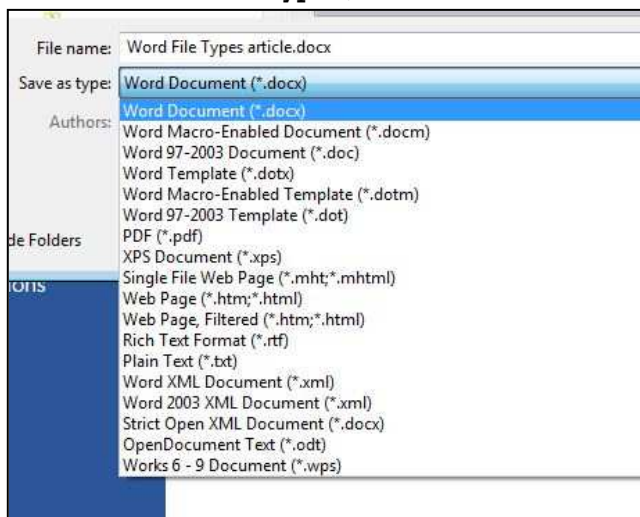 File name: Word File Types article.docx
Save as type: Word Document (*.docx)
Authors:
Word Document (*.docx)
Word Macro-Enabled Document (*.docm)
Word 97-2003 Document (*.doc)
Word Template (*.dotx)
Word Macro-Enabled Template (*.dotm)
Word 97-2003 Template (*.dot)
de Folders
PDF (*.pdf)
XPS Document (*.xps)
Single File Web Page (*.mht;*.mhtml)
Web Page (*.htm;*.html)
Web Page, Filtered (*.htm;*.html)
Rich Text Format (*.rtf)
Plain Text (*.txt)
Word XML Document (*.xml)
Word 2003 XML Document (*.xml)
Strict Open XML Document (*.docx)
OpenDocument Text (*.odt)
Works 6 - 9 Document (*.wps)